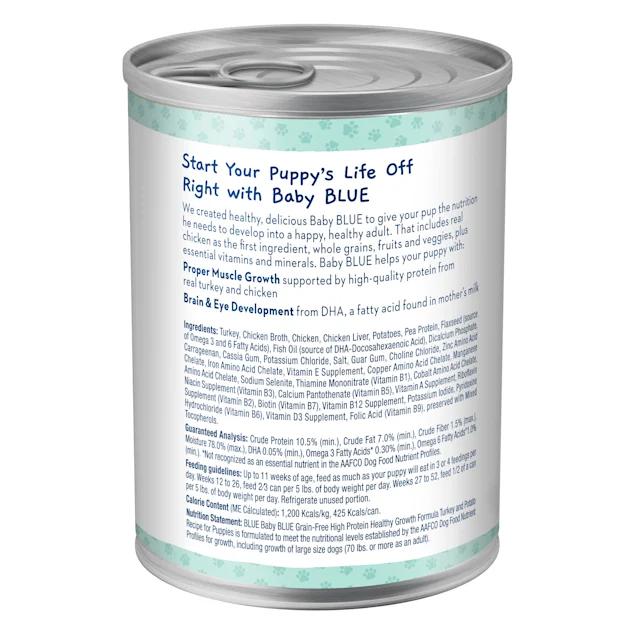 Start Your Puppy's Life Off
Right with Baby BLUE
We created healthy, delicious Baby BLUE to give your pup the nutrition
he needs to develop into a happy, healthy adult. That includes real
chicken as the first ingredient, whole grains, fruits and veggies, plus
essential vitamins and minerals. Baby BLUE helps your puppy with:
Proper Muscle Growth supported by high-quality protein from
real turkey and chicken
Brain & Eye Development from DHA, a fatty acid found in mother's milk
Ingredients: Turkey, Chicken Broth, Chicken, Chicken Liver, Potatoes, Pea Protein, Flaxseed (source
of Omega 3 and 6 Fatty Acids), Fish Oil (source of DHA-Docosahexaenoic Acid), Dicalcium Phosphate,
Carrageenan, Cassia Gum, Potassium Chloride, Salt, Guar Gum, Choline Chloride, Zinc Amino Acid
Chelate, Iron Amino Acid Chelate, Vitamin E Supplement, Copper Amino Acid Chelate, Manganese
Amino Acid Chelate, Sodium Selenite, Thiamine Mononitrate (Vitamin B1), Cobalt Amino Acid Chelate,
Niacin Supplement (Vitamin B3), Calcium Pantothenate (Vitamin B5), Vitamin A Supplement, Riboflavin
Supplement (Vitamin B2), Biotin (Vitamin B7), Vitamin B12 Supplement, Potassium Iodide, Pyridoxine
Hydrochloride (Vitamin B6), Vitamin D3 Supplement, Folic Acid (Vitamin B9), preserved with Mixed
Tocopherols.
Guaranteed Analysis: Crude Protein 10.5% (min.), Crude Fat 7.0% (min.), Crude Fiber 1.5% (max.),
Moisture 78.0% (max.), DHA 0.05% (min.), Omega 3 Fatty Acids* 0.30% (min.), Omega 6 Fatty Acids*1.0%
(min.). *Not recognized as an essential nutrient in the AAFCO Dog Food Nutrient Profiles.
Feeding guidelines: Up to 11 weeks of age, feed as much as your puppy will eat in 3 or 4 feedings per
day. Weeks 12 to 26, feed 2/3 can per 5 lbs. of body weight per day. Weeks 27 to 52, feed 1/2 of a can
per 5 lbs. of body weight per day. Refrigerate unused portion.
Calorie Content (ME Calculated): 1,200 Kcals/kg, 425 Kcals/can.
Nutrition Statement: BLUE Baby BLUE Grain-Free High Protein Healthy Growth Formula Turkey and Potato
Recipe for Puppies is formulated to meet the nutritional levels established by the AAFCO Dog Food Nutrient
Profiles for growth, including growth of large size dogs (70 lbs. or more as an adult).